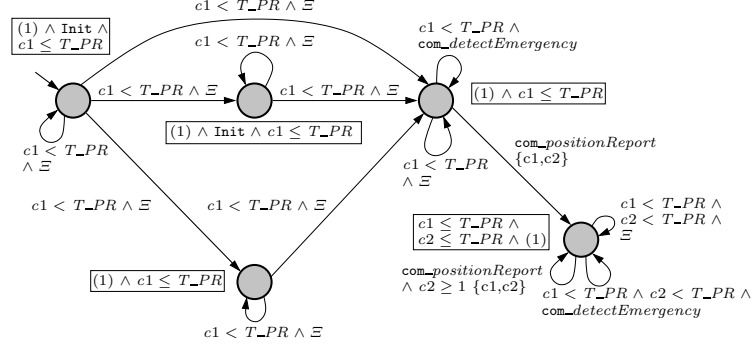 c1 < T_PR ∧ Ξ
(1) ∧ Init ∧
c1 ≤ T_PR
c1 < T_PR ∧ Ξ
c1 < T_PR ∧
com_detectEmergency
c1 < T_PR ∧ Ξ
c1 < T_PR ∧ Ξ
(1) ∧ c1 ≤ T_PR
(1) ∧ Init ∧ c1 ≤ T_PR
c1 < T_PR
∧ Ξ
c1 < T_PR
∧ Ξ
com_positionReport
{c1,c2}
c1 < T_PR ∧ Ξ
c1 < T_PR ∧ Ξ
c1 ≤ T_PR ∧
c2 ≤ T_PR ∧ (1)
c1 < T_PR ∧
c2 < T_PR ∧
Ξ
(1) ∧ c1 ≤ T_PR
com_positionReport
∧ c2 ≥ 1 {c1,c2}
c1 < T_PR ∧ c2 < T_PR ∧
com_detectEmergency
c1 < T_PR ∧ Ξ